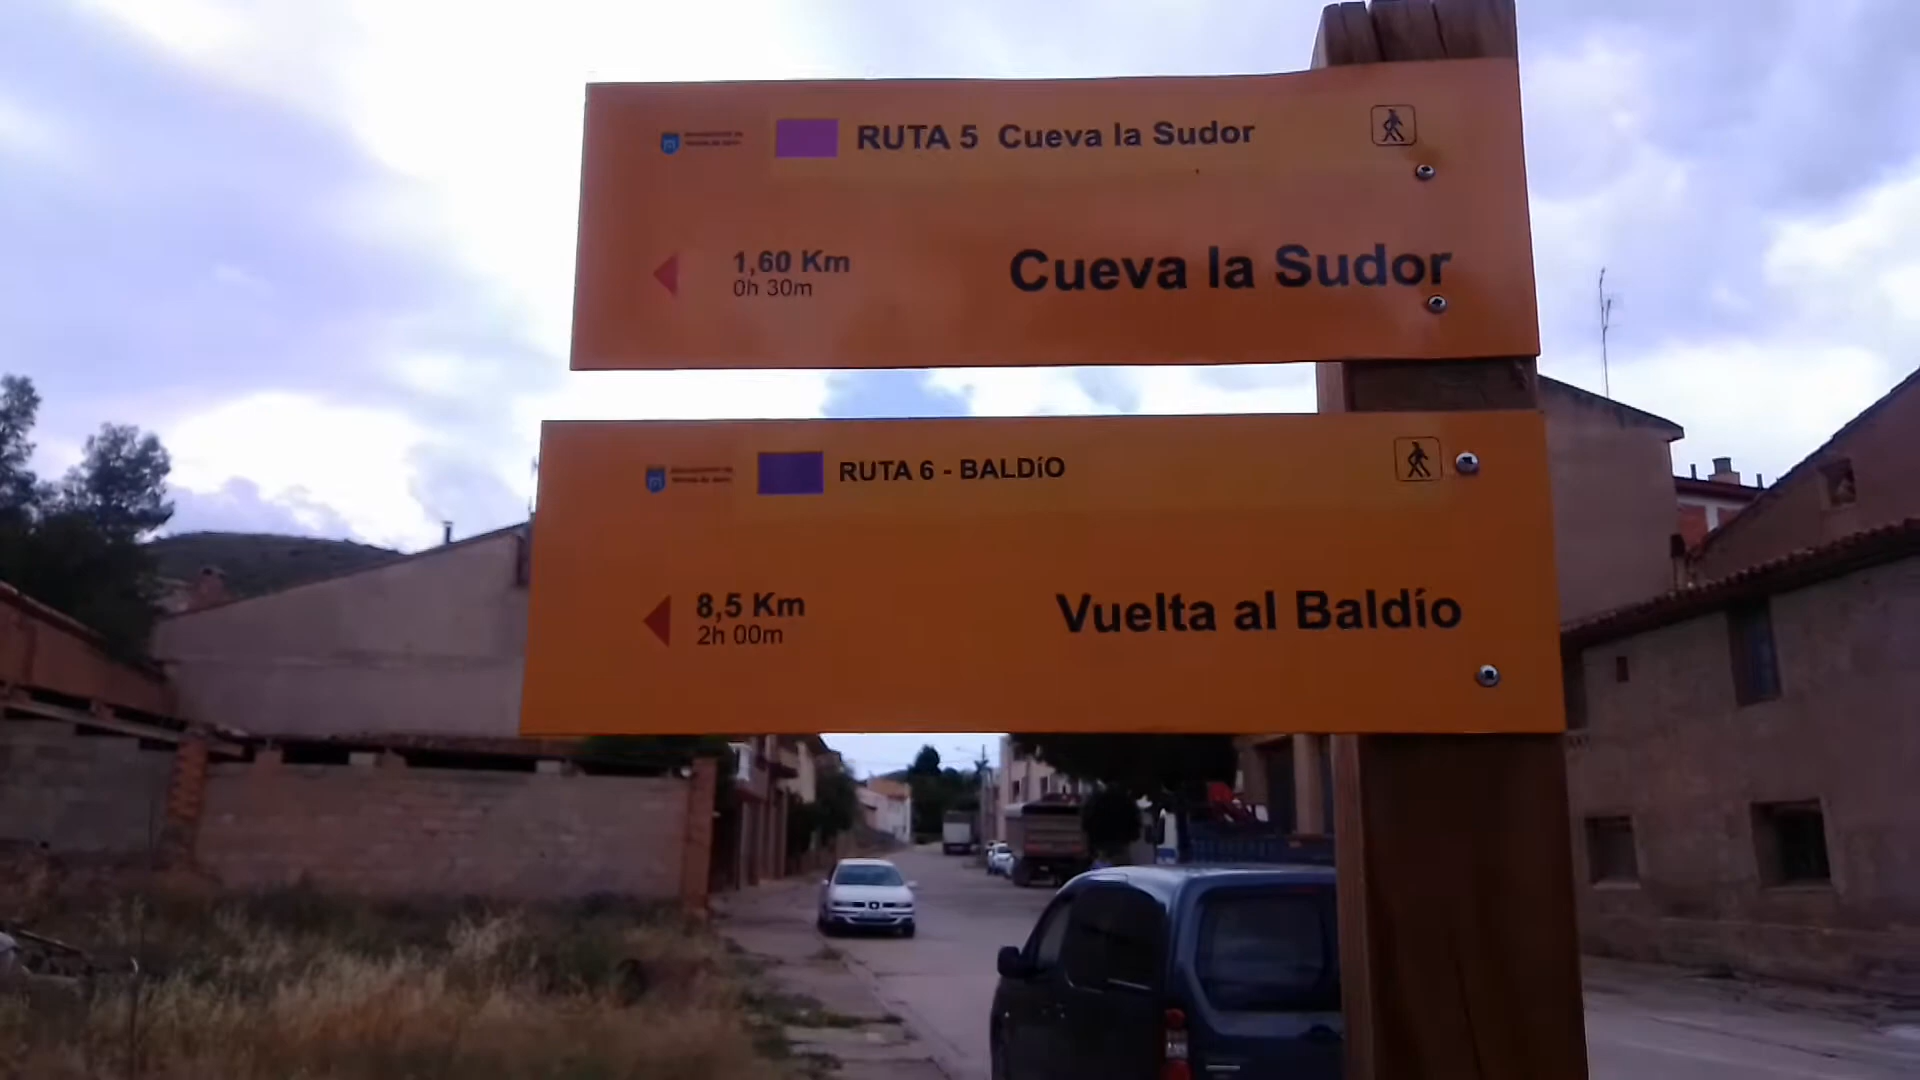 RUTA 5 Cueva la Sudor
1,60 Km
0h 30m
Cueva la Sudor
RUTA 6 - BALDíO
8,5 Km
2h 00m
Vuelta al Baldío